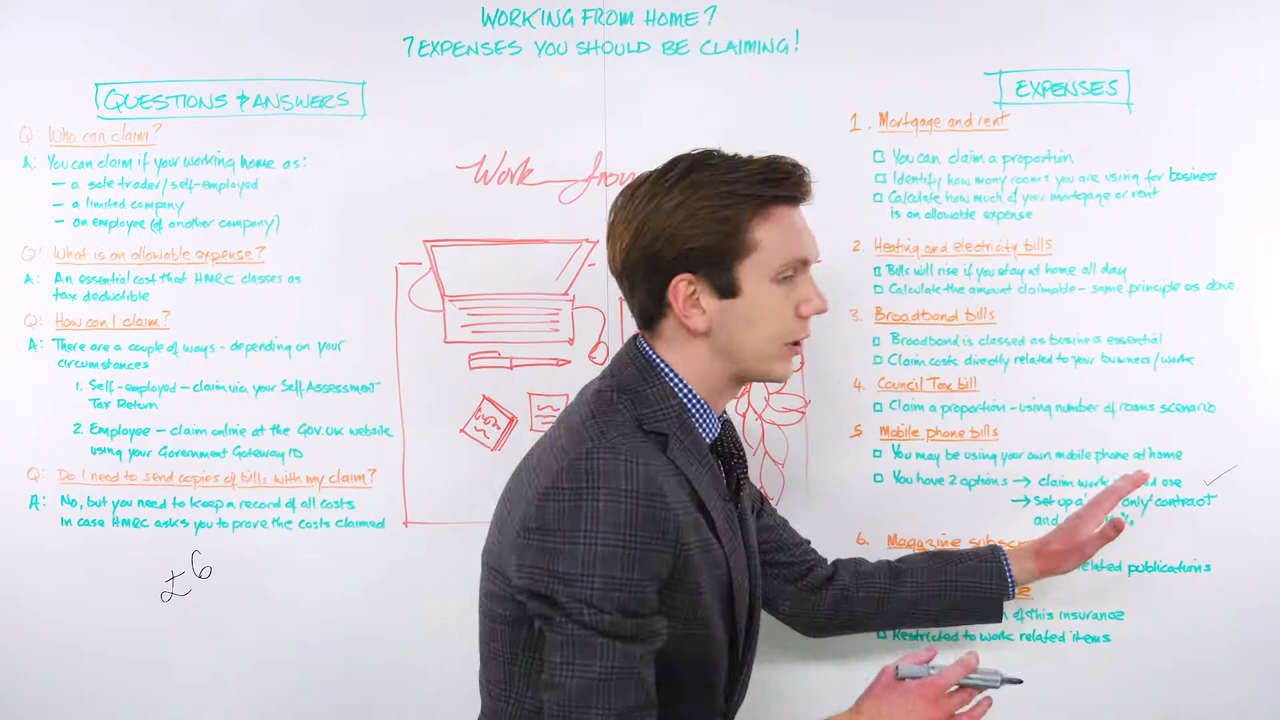 WORKING FROM HOME?
7 EXPENSES YOU SHOULD BE CLAIMING!
QUESTIONS & ANSWERS
Q: Who can claim?
A: You can claim if your working home as:
— a sole trader/self-employed
— a limited company
— an employee (of another company)
Q: What is an allowable expense?
A: An essential cost that HMRC classes as
tax deductible
Q: How can I claim?
A: There are a couple of ways - depending on your
circumstances
1. Self-employed — claim via your Self Assessment
Tax Return
2. Employee — claim online at the GOV.UK website
using your Government Gateway ID
Q: Do I need to send copies of bills with my claim?
A: No, but you need to keep a record of all costs
in case HMRC asks you to prove the costs claimed
£6
Work from
EXPENSES
1. Mortgage and rent
You can claim a proportion
Identify how many rooms you are using for business
Calculate how much of your mortgage or rent
is an allowable expense
2. Heating and electricity bills
Bills will rise if you stay at home all day
Calculate the amount claimable - same principle as above
3. Broadband bills
Broadband is classed as business essential
Claim costs directly related to your business/work
4. Council Tax bill
Claim a proportion - using number of rooms scenario
5 Mobile phone bills
You may be using your own mobile phone at home
You have 2 options → claim work use
→ Set up a only contract
and %
6. Magazine
related publications
of this insurance
Restricted to work related items